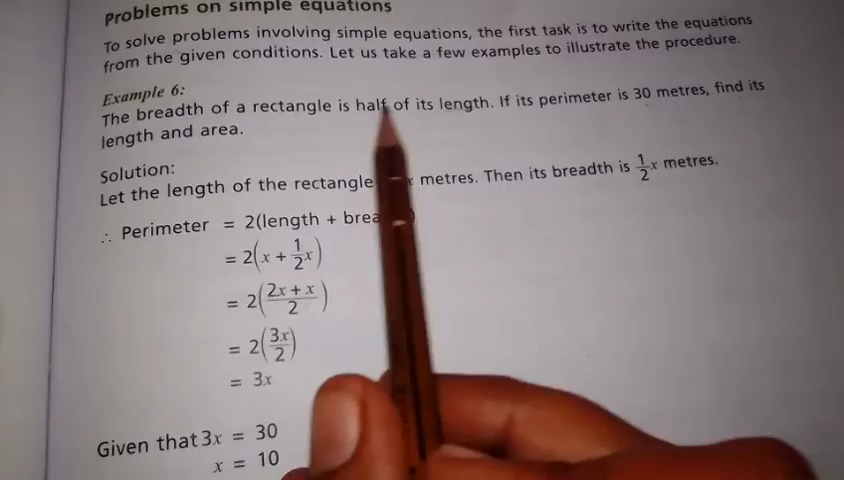 Problems on simple equations
To solve problems involving simple equations, the first task is to write the equations
from the given conditions. Let us take a few examples to illustrate the procedure.
Example 6:
The breadth of a rectangle is half of its length. If its perimeter is 30 metres, find its
length and area.
Solution:
Let the length of the rectangle x metres. Then its breadth is 1/2 x metres.
∴ Perimeter = 2(length + brea )
= 2(x + 1/2 x)
= 2((2x + x)/2)
= 2(3x/2)
= 3x
Given that 3x = 30
x = 10